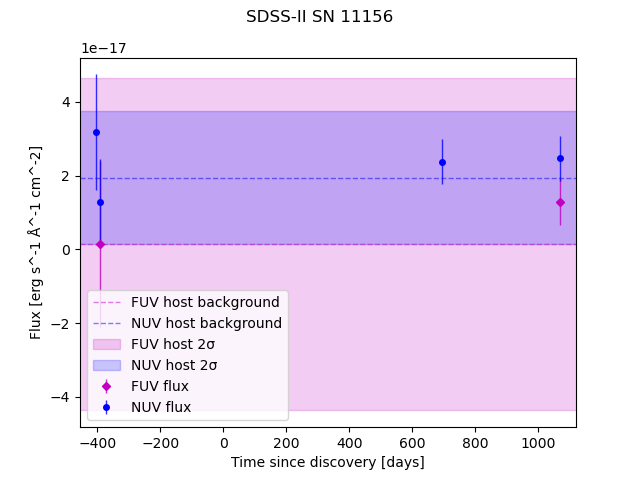 SDSS-II SN 11156
1e−17
4
2
0
−2
−4
Flux [erg s^-1 Å^-1 cm^-2]
FUV host background
NUV host background
FUV host 2σ
NUV host 2σ
FUV flux
NUV flux
−400 −200 0 200 400 600 800 1000
Time since discovery [days]